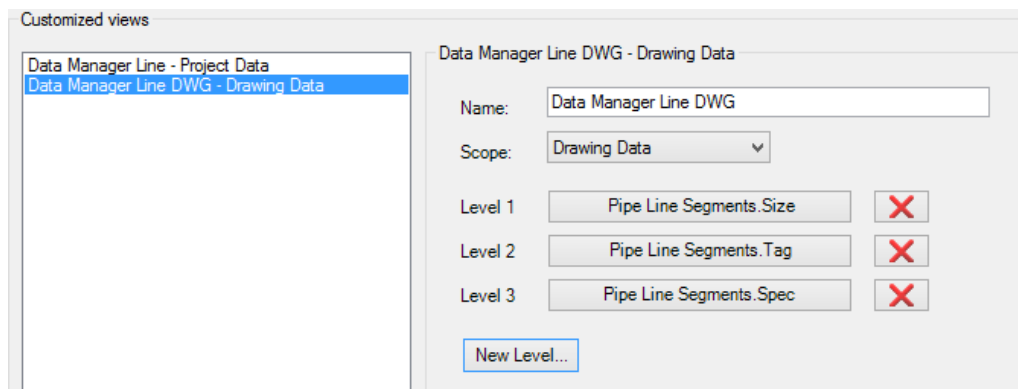 Customized views
Data Manager Line - Project Data
Data Manager Line DWG - Drawing Data
Data Manager Line DWG - Drawing Data
Name: Data Manager Line DWG
Scope: Drawing Data
Level 1 Pipe Line Segments.Size
Level 2 Pipe Line Segments.Tag
Level 3 Pipe Line Segments.Spec
New Level...